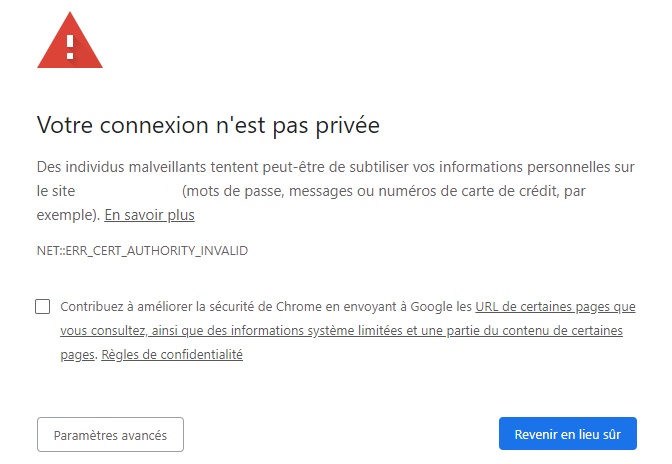 Votre connexion n'est pas privée
Des individus malveillants tentent peut-être de subtiliser vos informations personnelles sur
le site (mots de passe, messages ou numéros de carte de crédit, par
exemple). En savoir plus
NET::ERR_CERT_AUTHORITY_INVALID
Contribuez à améliorer la sécurité de Chrome en envoyant à Google les URL de certaines pages que
vous consultez, ainsi que des informations système limitées et une partie du contenu de certaines
pages. Règles de confidentialité
Paramètres avancés
Revenir en lieu sûr